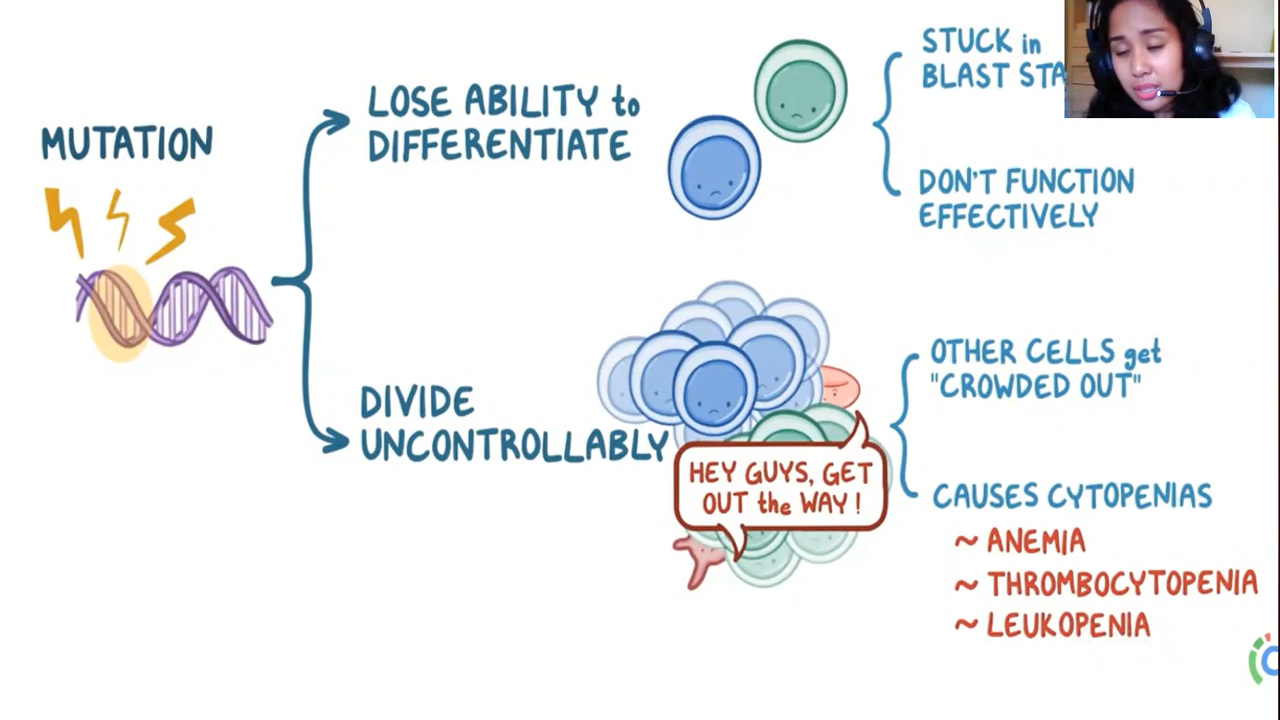 MUTATION
LOSE ABILITY to
DIFFERENTIATE
STUCK in
BLAST
DON'T FUNCTION
EFFECTIVELY
DIVIDE
UNCONTROLLABLY
HEY GUYS, GET
OUT the WAY!
OTHER CELLS get
"CROWDED OUT"
CAUSES CYTOPENIAS
~ ANEMIA
~ THROMBOCYTOPENIA
~ LEUKOPENIA